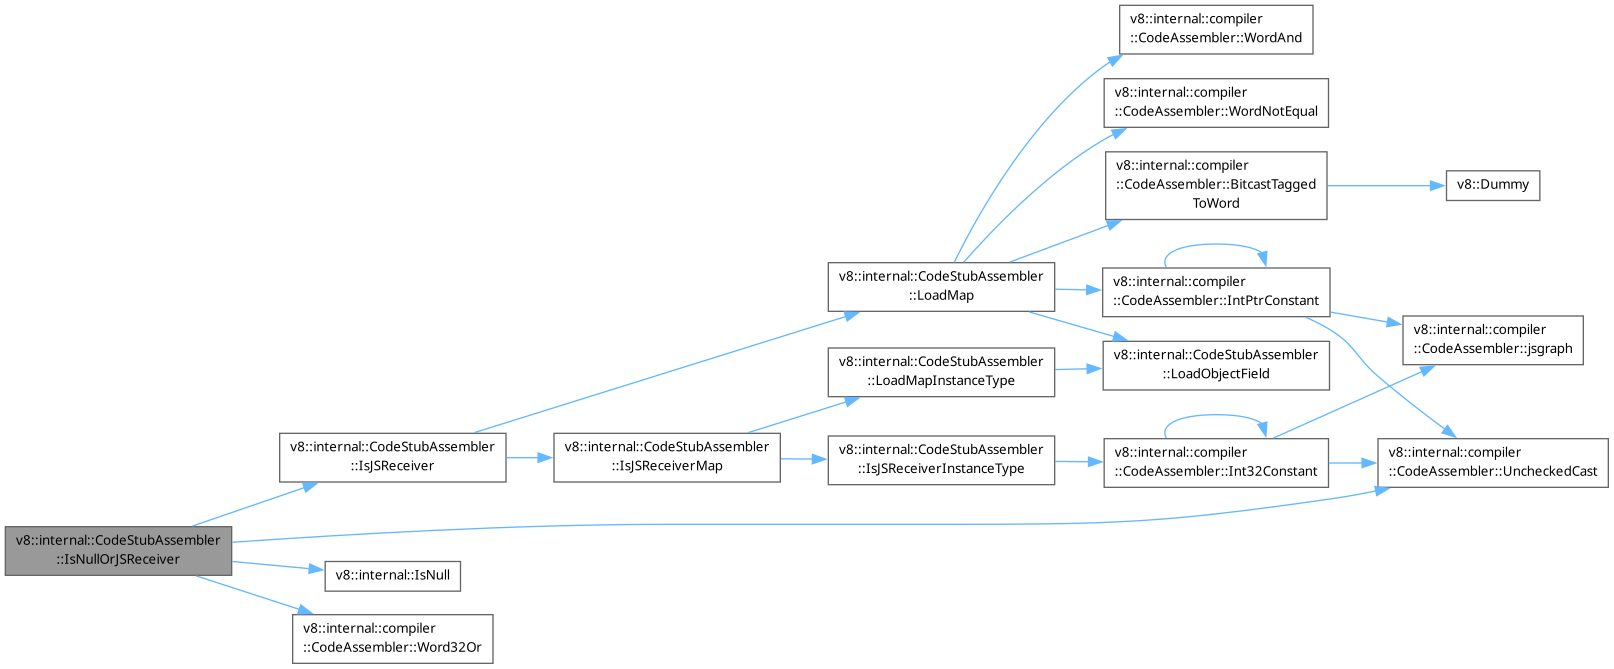 v8::internal::compiler
::CodeAssembler::WordAnd
v8::internal::compiler
::CodeAssembler::WordNotEqual
v8::internal::compiler
::CodeAssembler::BitcastTagged
ToWord
v8::Dummy
v8::internal::CodeStubAssembler
::LoadMap
v8::internal::compiler
::CodeAssembler::IntPtrConstant
v8::internal::compiler
::CodeAssembler::jsgraph
v8::internal::CodeStubAssembler
::LoadObjectField
v8::internal::CodeStubAssembler
::LoadMapInstanceType
v8::internal::CodeStubAssembler
::IsJSReceiver
v8::internal::CodeStubAssembler
::IsJSReceiverMap
v8::internal::CodeStubAssembler
::IsJSReceiverInstanceType
v8::internal::compiler
::CodeAssembler::Int32Constant
v8::internal::compiler
::CodeAssembler::UncheckedCast
v8::internal::CodeStubAssembler
::IsNullOrJSReceiver
v8::internal::IsNull
v8::internal::compiler
::CodeAssembler::Word32Or